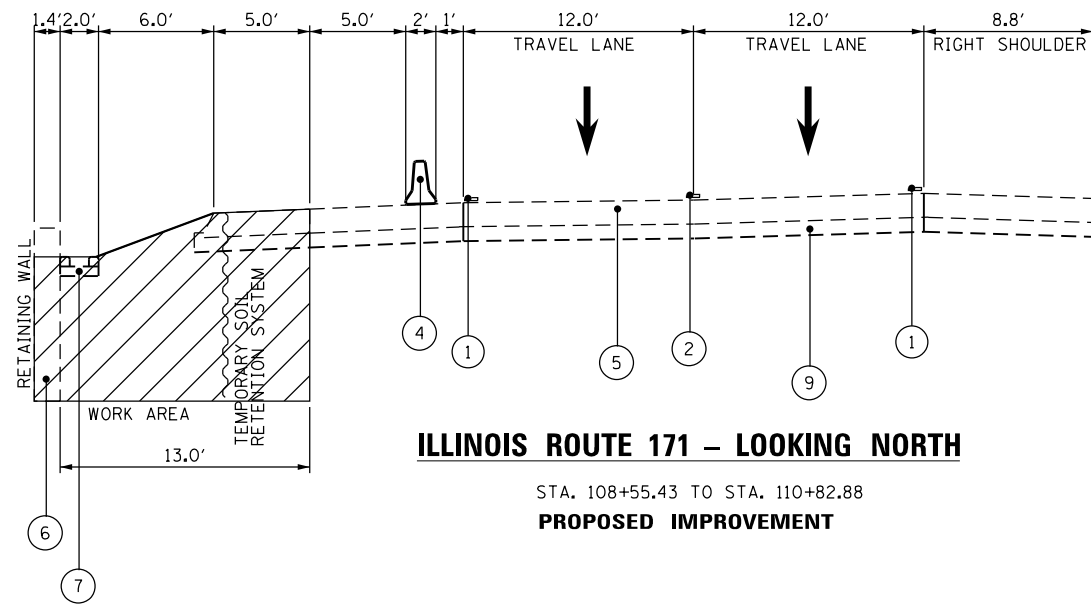 1.4' 2.0' 6.0' 5.0' 5.0' 2' 1' 12.0' 12.0' 8.8'
TRAVEL LANE TRAVEL LANE RIGHT SHOULDER
RETAINING WALL
TEMPORARY SOIL
RETENTION SYSTEM
4 1 5 2 9 1
WORK AREA
13.0'
6
7
ILLINOIS ROUTE 171 – LOOKING NORTH
STA. 108+55.43 TO STA. 110+82.88
PROPOSED IMPROVEMENT